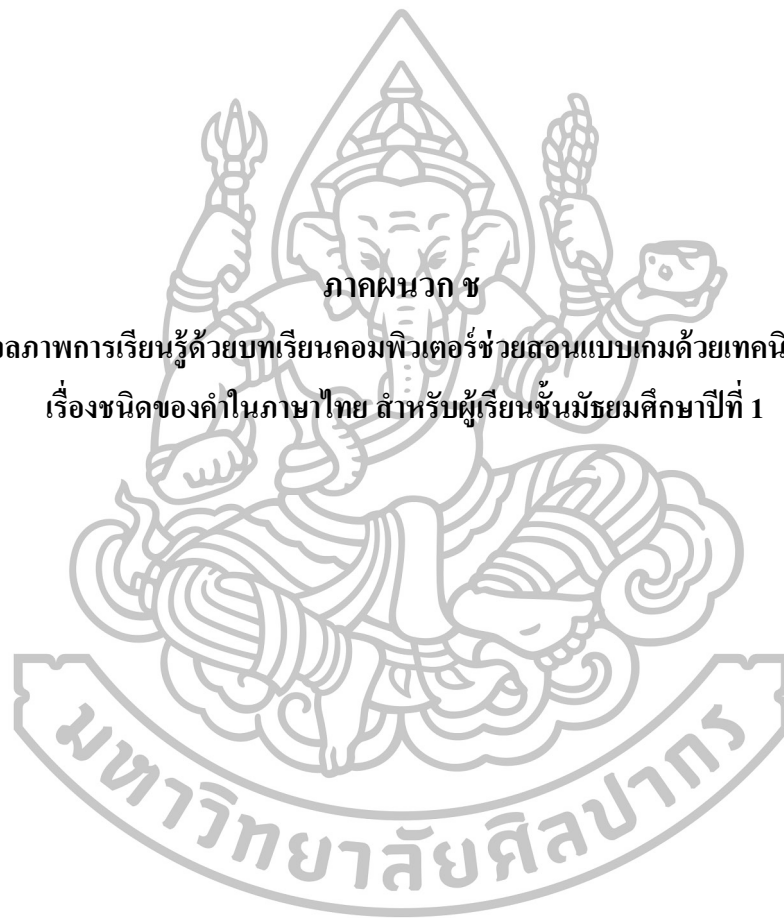 ภาคผนวก ช
ลภาพการเรียนรู้ด้วยบทเรียนคอมพิวเตอร์ช่วยสอนแบบเกมด้วยเทคนิ
เรื่องชนิดของคำในภาษาไทย สำหรับผู้เรียนชั้นมัธยมศึกษาปีที่ 1
มหาวิทยาลัยศิลปากร